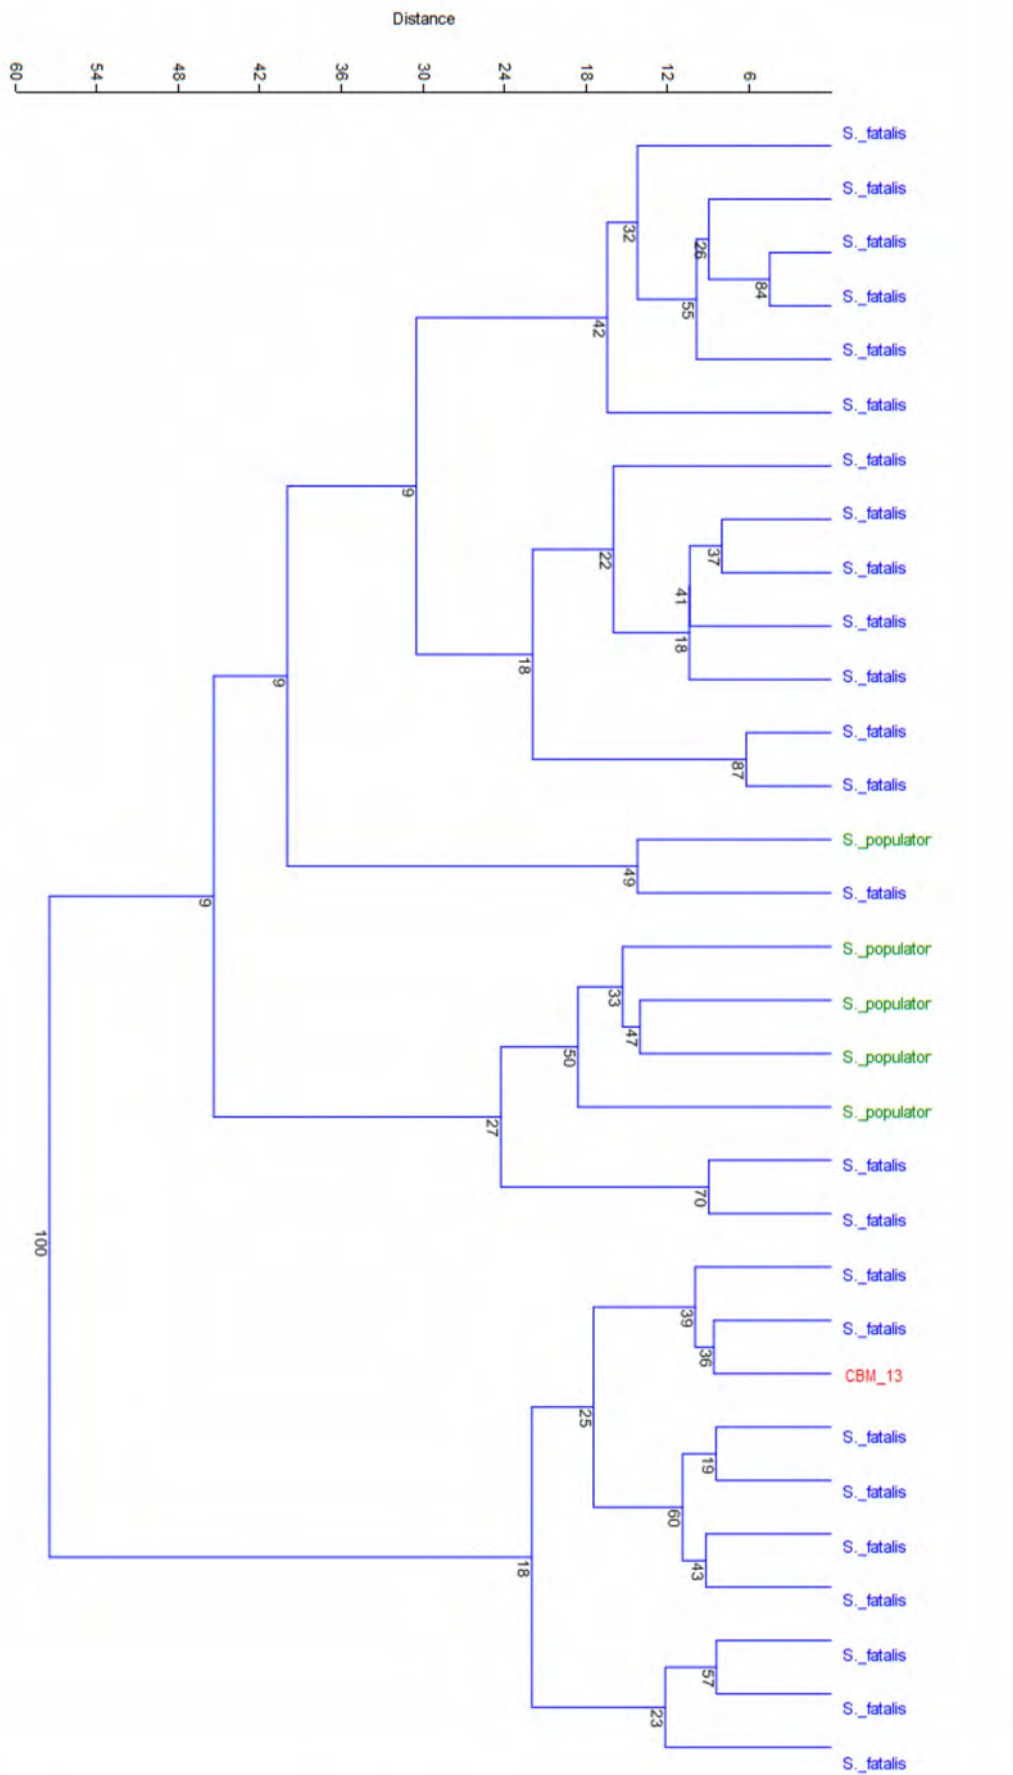 Distance
60
54
48
42
36
30
24
18
12
6
S._fatalis
S._fatalis
S._fatalis
S._fatalis
S._fatalis
S._fatalis
S._fatalis
S._fatalis
S._fatalis
S._fatalis
S._fatalis
S._fatalis
S._fatalis
S._populator
S._fatalis
S._populator
S._populator
S._populator
S._populator
S._fatalis
S._fatalis
S._fatalis
S._fatalis
CBM_13
S._fatalis
S._fatalis
S._fatalis
S._fatalis
S._fatalis
S._fatalis
S._fatalis
32
26
84
55
42
9
37
22
41
18
18
9
87
49
9
33
47
50
27
70
100
39
36
25
19
60
43
18
57
23